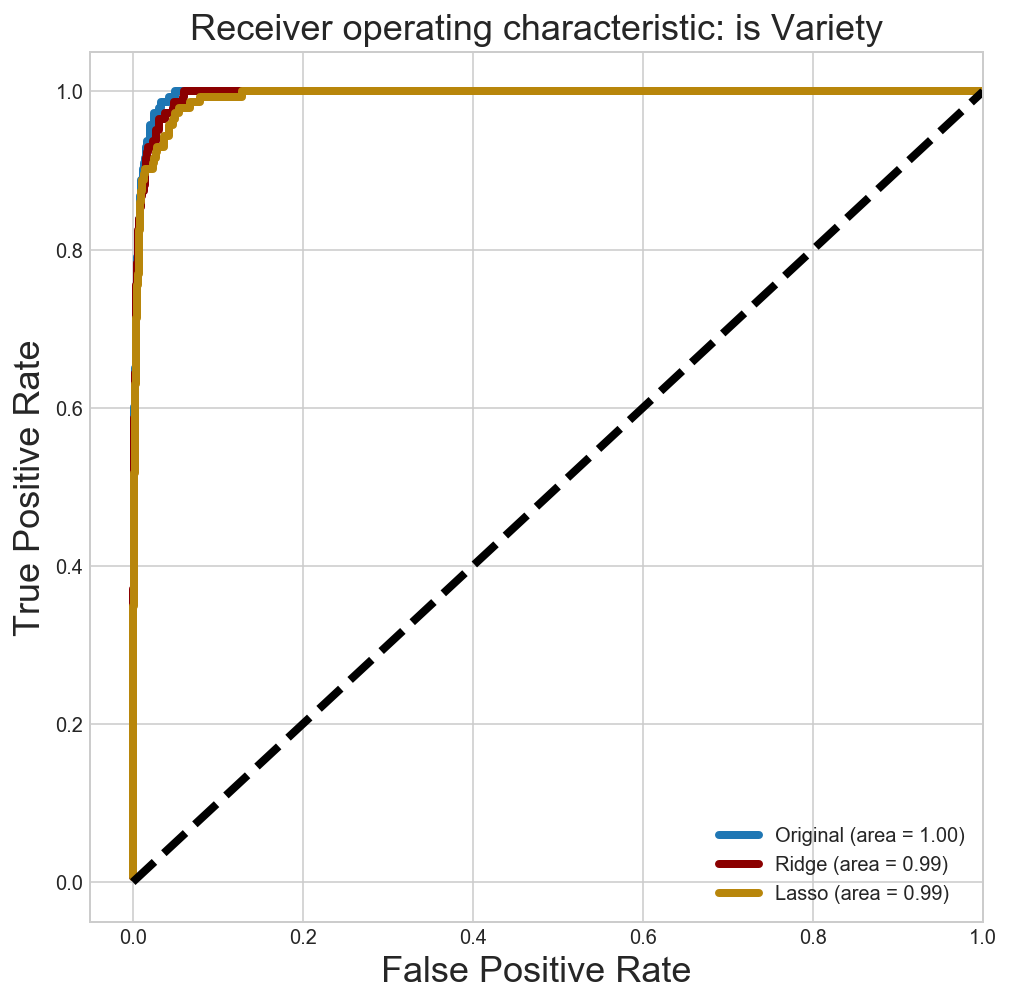 Receiver operating characteristic: is Variety
True Positive Rate
1.0
0.8
0.6
0.4
0.2
0.0
Original (area = 1.00)
Ridge (area = 0.99)
Lasso (area = 0.99)
0.0 0.2 0.4 0.6 0.8 1.0
False Positive Rate